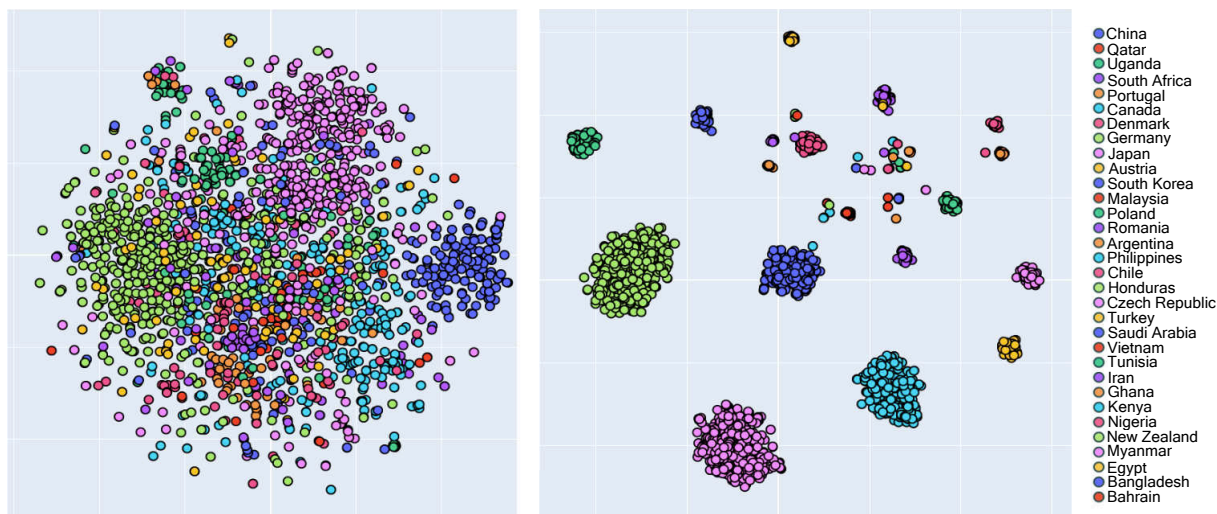 China
Qatar
Uganda
South Africa
Portugal
Canada
Denmark
Germany
Japan
Austria
South Korea
Malaysia
Poland
Romania
Argentina
Philippines
Chile
Honduras
Czech Republic
Turkey
Saudi Arabia
Vietnam
Tunisia
Iran
Ghana
Kenya
Nigeria
New Zealand
Myanmar
Egypt
Bangladesh
Bahrain